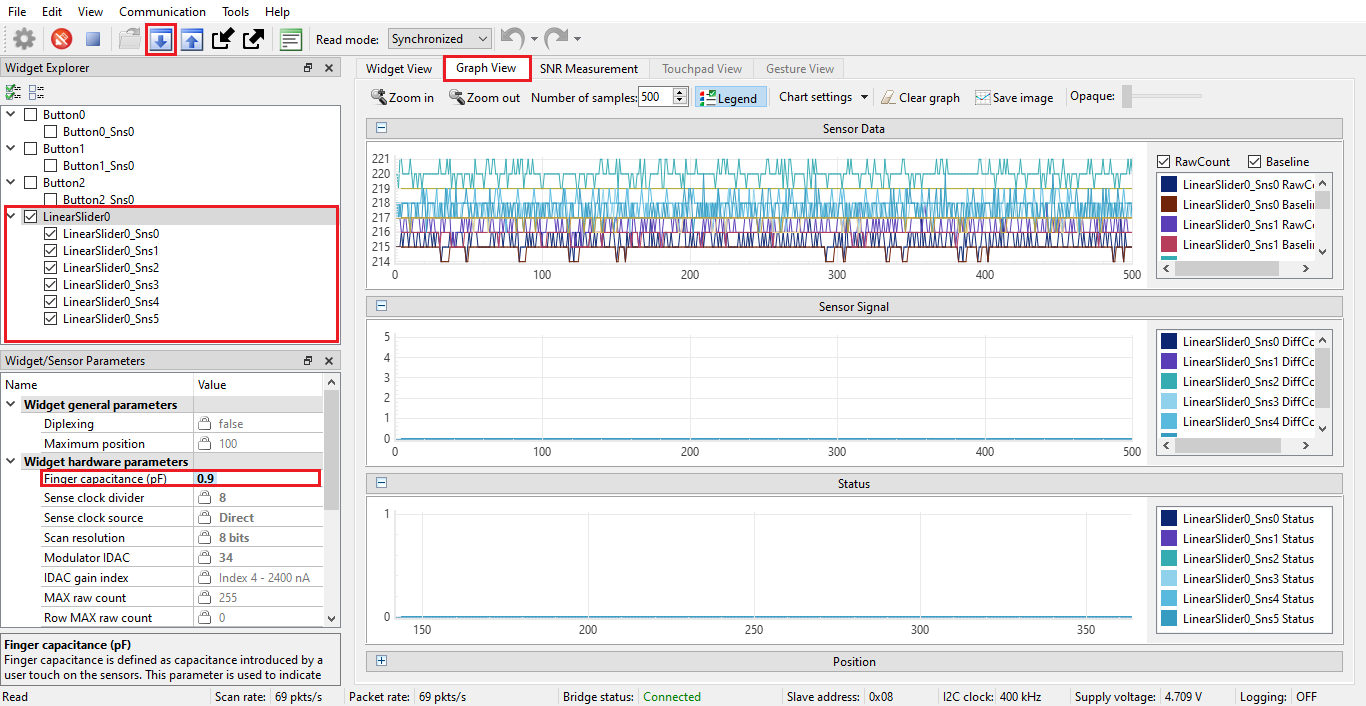 File Edit View Communication Tools Help
Read mode: Synchronized
Widget Explorer
Button0
Button0_Sns0
Button1
Button1_Sns0
Button2
Button2_Sns0
LinearSlider0
LinearSlider0_Sns0
LinearSlider0_Sns1
LinearSlider0_Sns2
LinearSlider0_Sns3
LinearSlider0_Sns4
LinearSlider0_Sns5
Widget/Sensor Parameters
Name Value
Widget general parameters
Diplexing false
Maximum position 100
Widget hardware parameters
Finger capacitance (pF) 0.9
Sense clock divider 8
Sense clock source Direct
Scan resolution 8 bits
Modulator IDAC 34
IDAC gain index Index 4 - 2400 nA
MAX raw count 255
Row MAX raw count 0
Finger capacitance (pF)
Finger capacitance is defined as capacitance introduced by a
user touch on the sensors. This parameter is used to indicate
Widget View Graph View SNR Measurement Touchpad View Gesture View
Zoom in Zoom out Number of samples: 500 Legend Chart settings Clear graph Save image Opaque:
Sensor Data
221
220
219
218
217
216
215
214
0 100 200 300 400 500
RawCount Baseline
LinearSlider0_Sns0 RawCo
LinearSlider0_Sns0 Baselin
LinearSlider0_Sns1 RawCo
LinearSlider0_Sns1 Baselin
Sensor Signal
5
4
3
2
1
0
0 100 200 300 400 500
LinearSlider0_Sns0 DiffCo
LinearSlider0_Sns1 DiffCo
LinearSlider0_Sns2 DiffCo
LinearSlider0_Sns3 DiffCo
LinearSlider0_Sns4 DiffCo
Status
1
0
150 200 250 300 350
LinearSlider0_Sns0 Status
LinearSlider0_Sns1 Status
LinearSlider0_Sns2 Status
LinearSlider0_Sns3 Status
LinearSlider0_Sns4 Status
LinearSlider0_Sns5 Status
Position
Read Scan rate: 69 pkts/s Packet rate: 69 pkts/s Bridge status: Connected Slave address: 0x08 I2C clock: 400 kHz Supply voltage: 4.709 V Logging: OFF